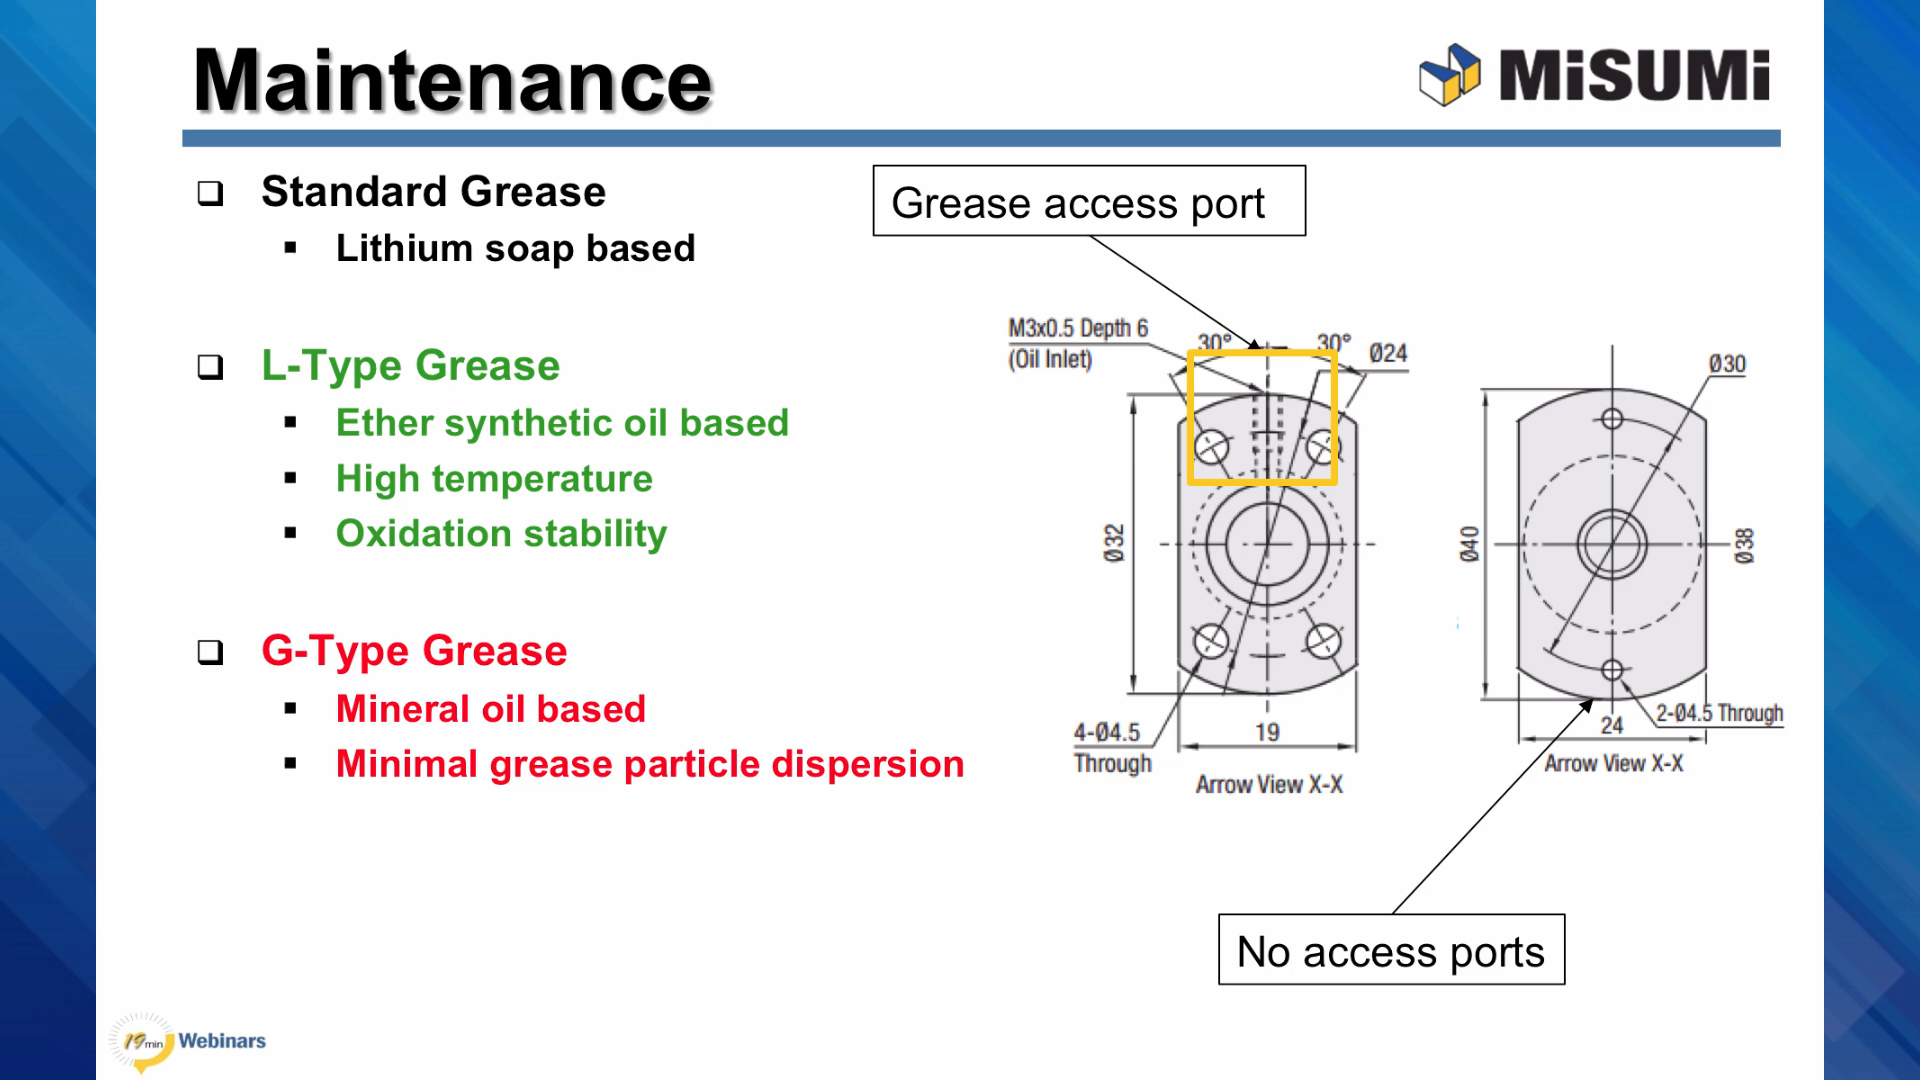 Maintenance
MiSUMi
Standard Grease
Lithium soap based
L-Type Grease
Ether synthetic oil based
High temperature
Oxidation stability
G-Type Grease
Mineral oil based
Minimal grease particle dispersion
Grease access port
M3x0.5 Depth 6
(Oil Inlet)
30°
30°
Ø24
Ø32
4-Ø4.5
Through
19
Arrow View X-X
Ø30
Ø40
Ø38
2-Ø4.5 Through
24
Arrow View X-X
No access ports
19min Webinars